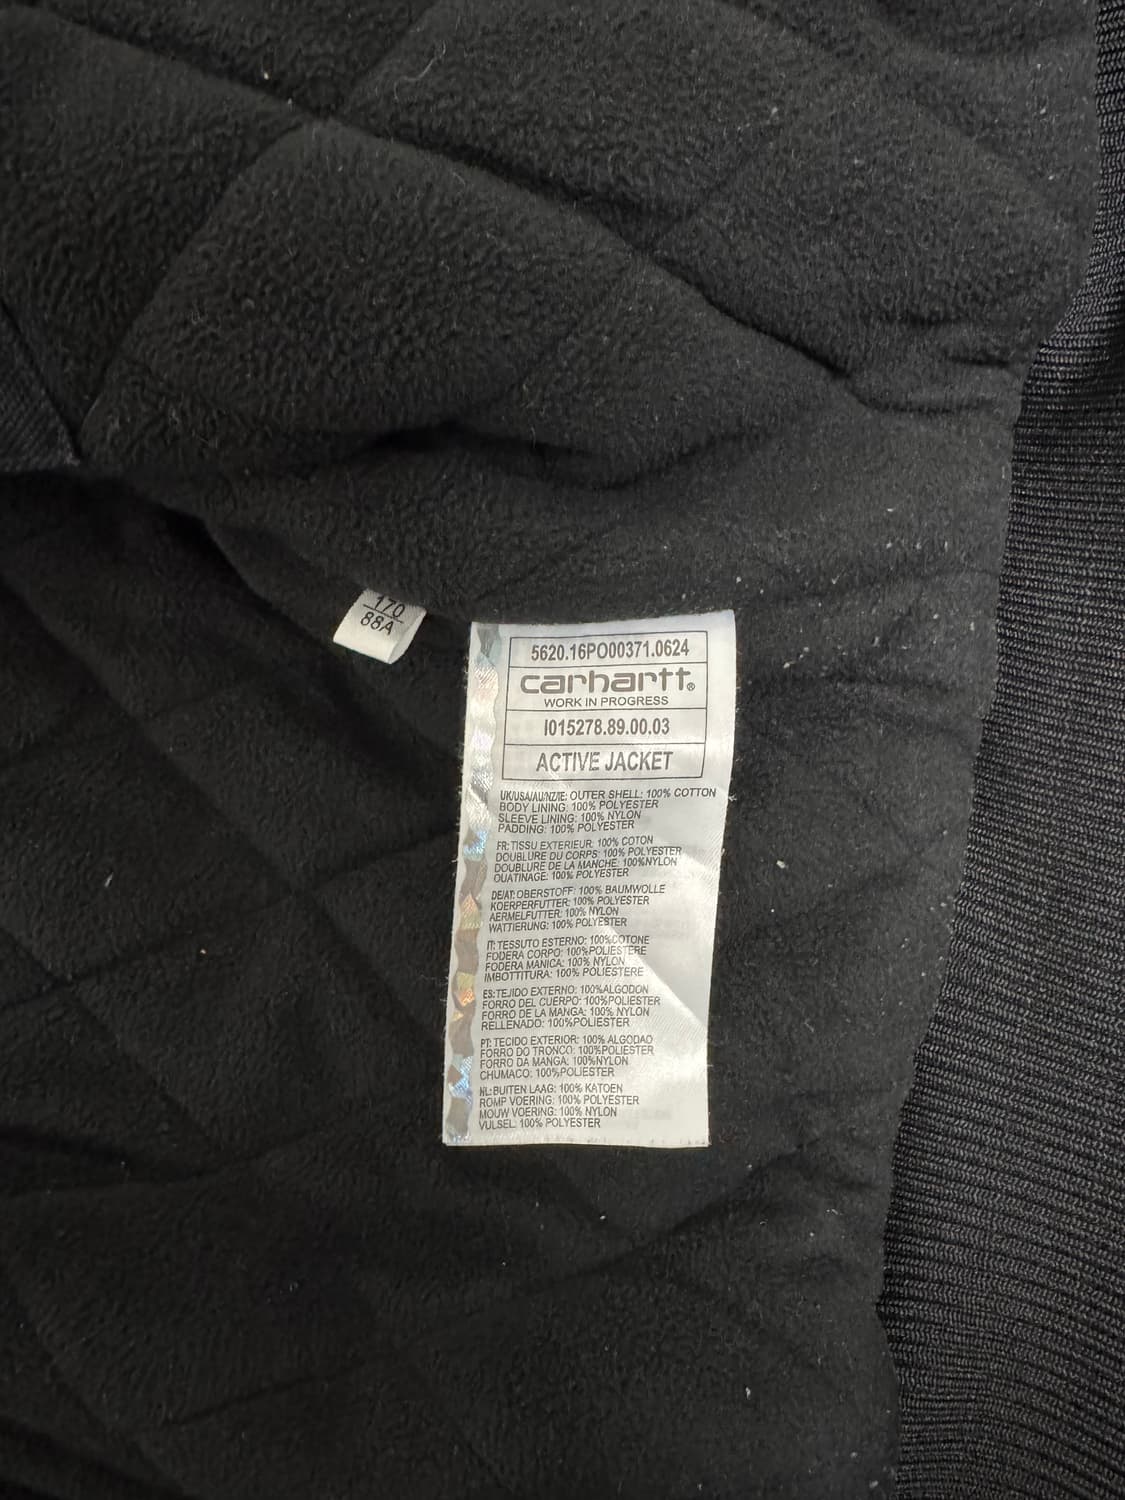 170
88A
5620.16PO00371.0624
carhartt®
WORK IN PROGRESS
I015278.89.00.03
ACTIVE JACKET
UK/USA/AU/NZ/IE: OUTER SHELL: 100% COTTON
BODY LINING: 100% POLYESTER
SLEEVE LINING: 100% NYLON
PADDING: 100% POLYESTER
FR: TISSU EXTERIEUR: 100% COTON
DOUBLURE DU CORPS: 100% POLYESTER
DOUBLURE DE LA MANCHE: 100%NYLON
OUATINAGE: 100% POLYESTER
DE/AT: OBERSTOFF: 100% BAUMWOLLE
KOERPERFUTTER: 100% POLYESTER
AERMELFUTTER: 100% NYLON
WATTIERUNG: 100% POLYESTER
IT: TESSUTO ESTERNO: 100%COTONE
FODERA CORPO: 100%POLIESTERE
FODERA MANICA: 100% NYLON
IMBOTTITURA: 100% POLIESTERE
ES: TEJIDO EXTERNO: 100%ALGODON
FORRO DEL CUERPO: 100%POLIESTER
FORRO DE LA MANGA: 100% NYLON
RELLENADO: 100%POLIESTER
PT: TECIDO EXTERIOR: 100% ALGODAO
FORRO DO TRONCO: 100%POLIESTER
FORRO DA MANGA: 100%NYLON
CHUMACO: 100%POLIESTER
NL: BUITEN LAAG: 100% KATOEN
ROMP VOERING: 100% POLYESTER
MOUW VOERING: 100% NYLON
VULSEL: 100% POLYESTER